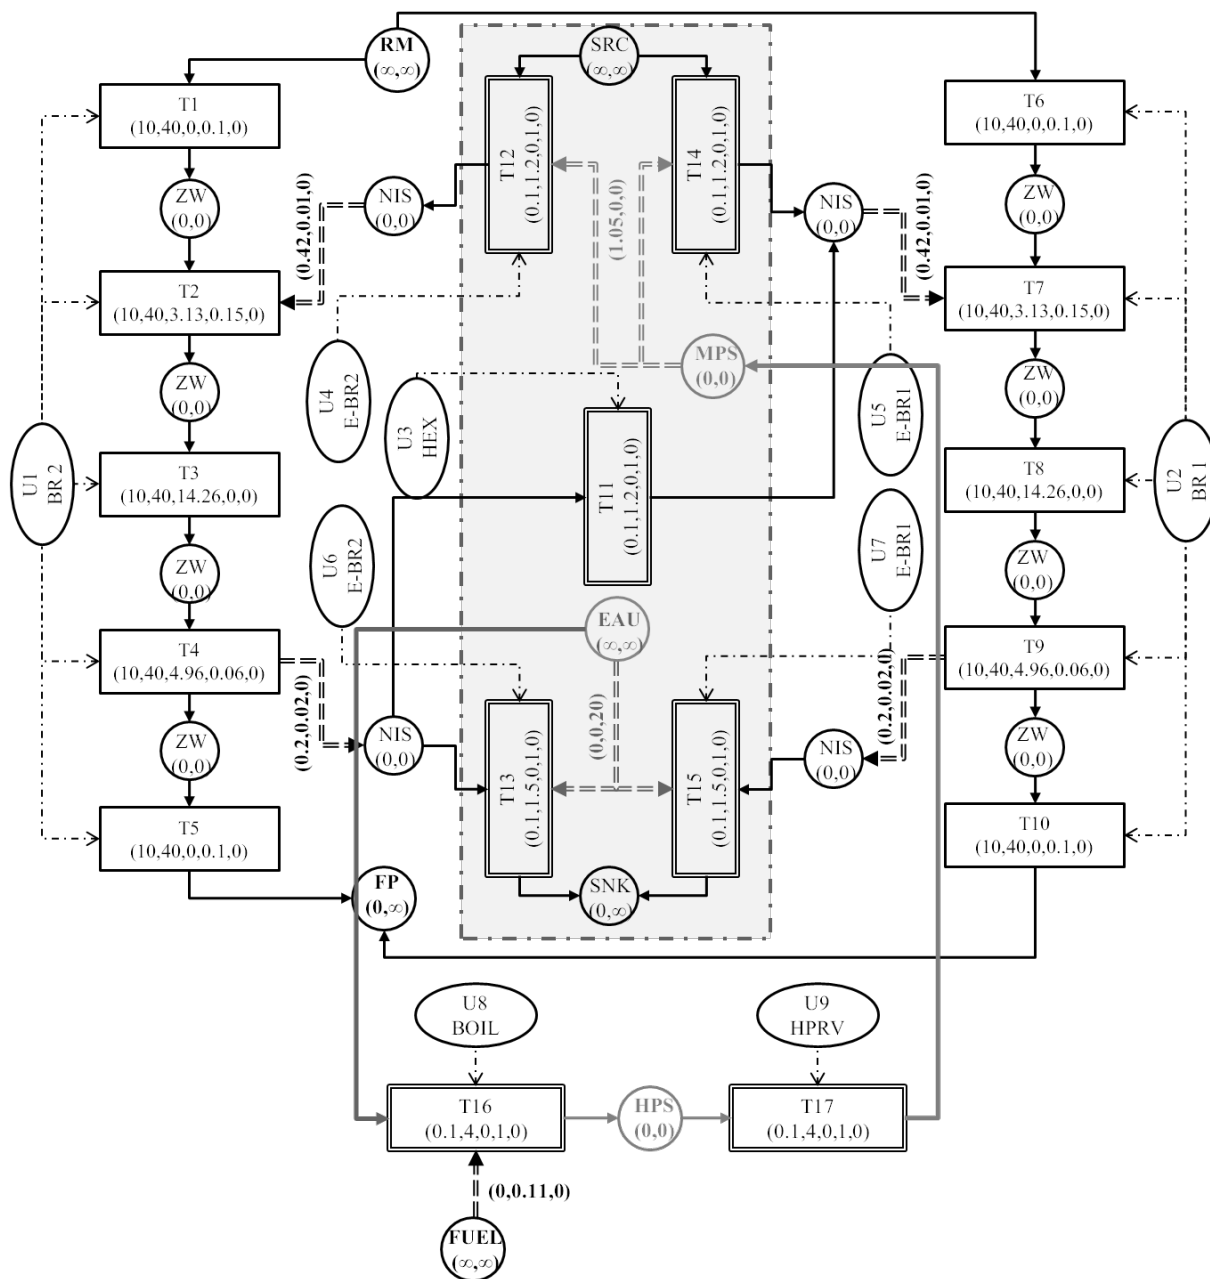 RM
(∞,∞)
SRC
(∞,∞)
T1
(10,40,0,0.1,0)
T12
(0.1,1.2,0,1,0)
T14
(0.1,1.2,0,1,0)
T6
(10,40,0,0.1,0)
ZW
(0,0)
NIS
(0,0)
(0.42,0.01,0)
(1.05,0,0)
NIS
(0,0)
(0.42,0.01,0)
ZW
(0,0)
T2
(10,40,3.13,0.15,0)
T7
(10,40,3.13,0.15,0)
ZW
(0,0)
U4
E-BR2
U3
HEX
MPS
(0,0)
U5
E-BR1
ZW
(0,0)
U1
BR 2
T3
(10,40,14.26,0,0)
T11
(0.1,1.2,0,1,0)
T8
(10,40,14.26,0,0)
U2
BR 1
ZW
(0,0)
U6
E-BR2
U7
E-BR1
ZW
(0,0)
EAU
(∞,∞)
T4
(10,40,4.96,0.06,0)
T9
(10,40,4.96,0.06,0)
(0.2,0.02,0)
(0,0,20)
(0.2,0.02,0)
ZW
(0,0)
NIS
(0,0)
T13
(0.1,1.5,0,1,0)
T15
(0.1,1.5,0,1,0)
NIS
(0,0)
ZW
(0,0)
T5
(10,40,0,0.1,0)
T10
(10,40,0,0.1,0)
FP
(0,∞)
SNK
(0,∞)
U8
BOIL
U9
HPRV
T16
(0.1,4,0,1,0)
HPS
(0,0)
T17
(0.1,4,0,1,0)
(0,0.11,0)
FUEL
(∞,∞)